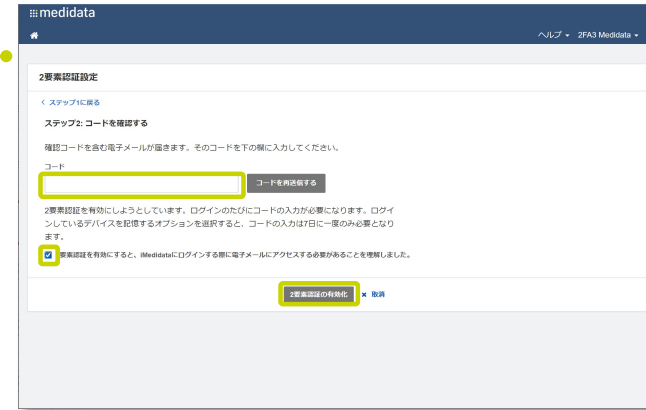 medidata
ヘルプ 2FA3 Medidata
2要素認証設定
ステップ1に戻る
ステップ2: コードを確認する
確認コードを含む電子メールが届きます。そのコードを下の欄に入力してください。
コード
コードを再送信する
2要素認証を有効にしようとしています。ログインのたびにコードの入力が必要になります。ログイ
ンしているデバイスを記憶するオプションを選択すると、コードの入力は7日に一度のみ必要となり
ます。
要素認証を有効にすると、iMedidataにログインする際に電子メールにアクセスする必要があることを理解しました。
2要素認証の有効化 × 取消